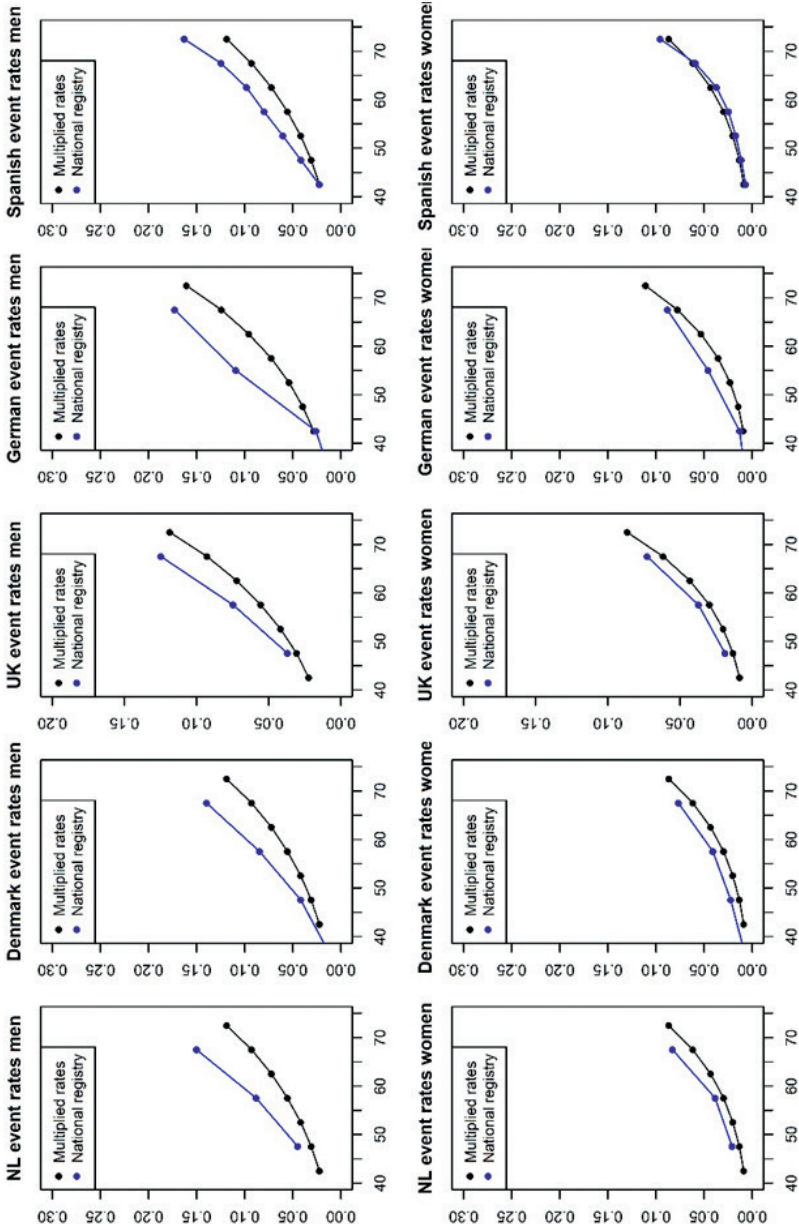 NL event rates men
Multiplied rates
National registry
0.30
0.25
0.20
0.15
0.10
0.05
0.00
40 50 60 70
Denmark event rates men
Multiplied rates
National registry
0.30
0.25
0.20
0.15
0.10
0.05
0.00
40 50 60 70
UK event rates men
Multiplied rates
National registry
0.20
0.15
0.10
0.05
0.00
40 50 60 70
German event rates men
Multiplied rates
National registry
0.30
0.25
0.20
0.15
0.10
0.05
0.00
40 50 60 70
Spanish event rates men
Multiplied rates
National registry
0.30
0.25
0.20
0.15
0.10
0.05
0.00
40 50 60 70
NL event rates women
Multiplied rates
National registry
0.30
0.25
0.20
0.15
0.10
0.05
0.00
40 50 60 70
Denmark event rates wome
Multiplied rates
National registry
0.30
0.25
0.20
0.15
0.10
0.05
0.00
40 50 60 70
UK event rates women
Multiplied rates
National registry
0.20
0.15
0.10
0.05
0.00
40 50 60 70
German event rates women
Multiplied rates
National registry
0.30
0.25
0.20
0.15
0.10
0.05
0.00
40 50 60 70
Spanish event rates women
Multiplied rates
National registry
0.30
0.25
0.20
0.15
0.10
0.05
0.00
40 50 60 70